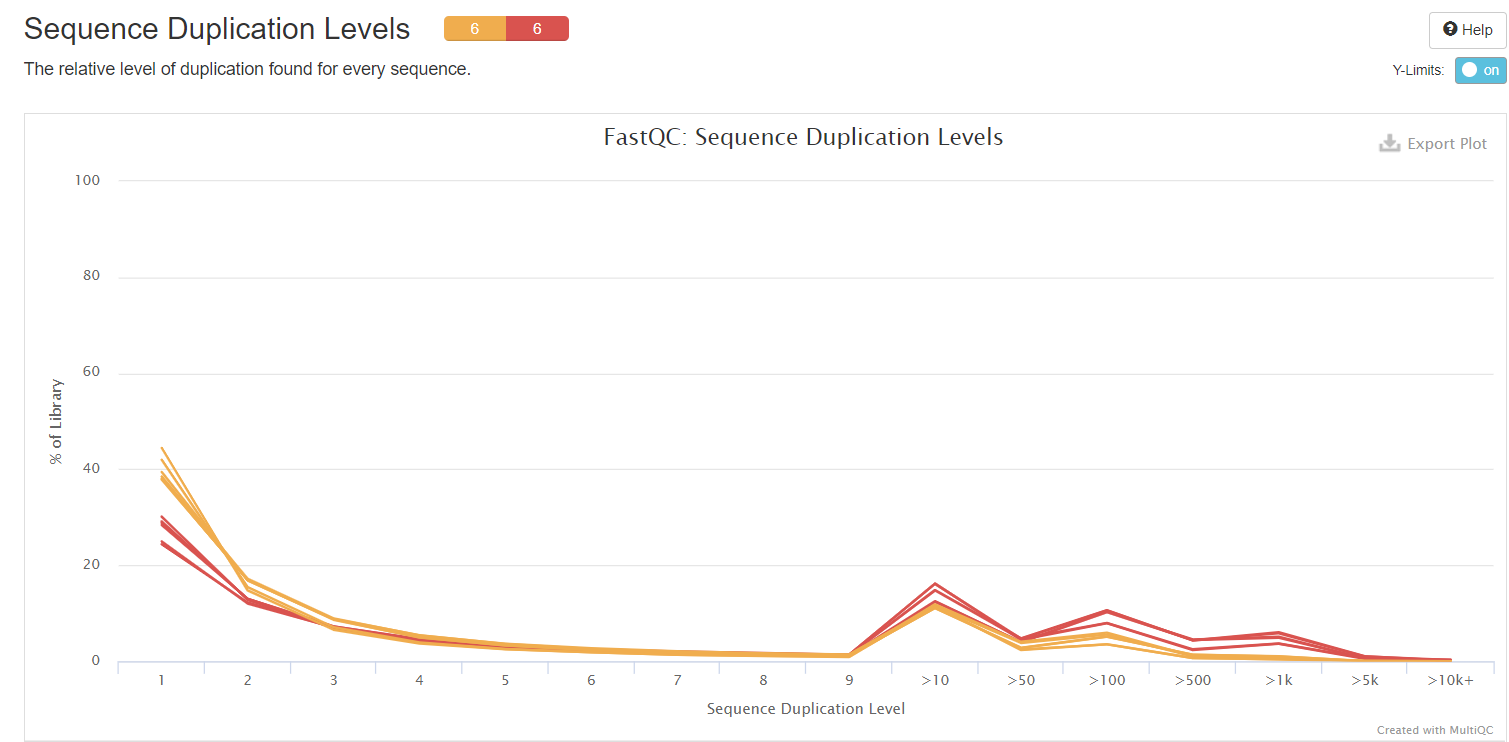 Sequence Duplication Levels 6 6 Help
The relative level of duplication found for every sequence. Y-Limits: on
FastQC: Sequence Duplication Levels
Export Plot
100
80
60
40
20
0
% of Library
1 2 3 4 5 6 7 8 9 >10 >50 >100 >500 >1k >5k >10k+
Sequence Duplication Level
Created with MultiQC